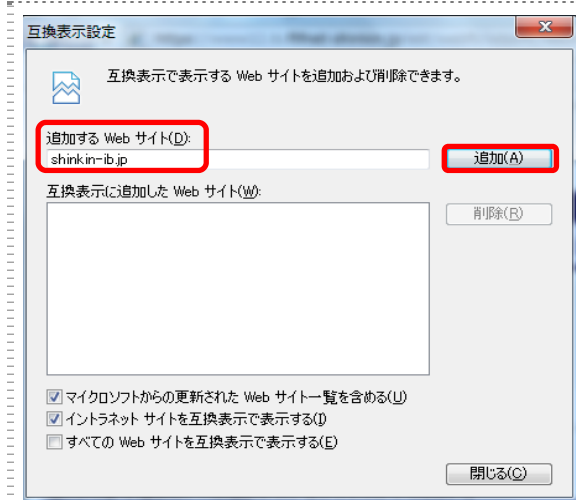 互換表示設定
互換表示で表示する Web サイトを追加および削除できます。
追加する Web サイト(D):
shinkin-ib.jp
追加(A)
互換表示に追加した Web サイト(W):
削除(R)
マイクロソフトからの更新された Web サイト一覧を含める(U)
イントラネット サイトを互換表示で表示する(I)
すべての Web サイトを互換表示で表示する(E)
閉じる(C)